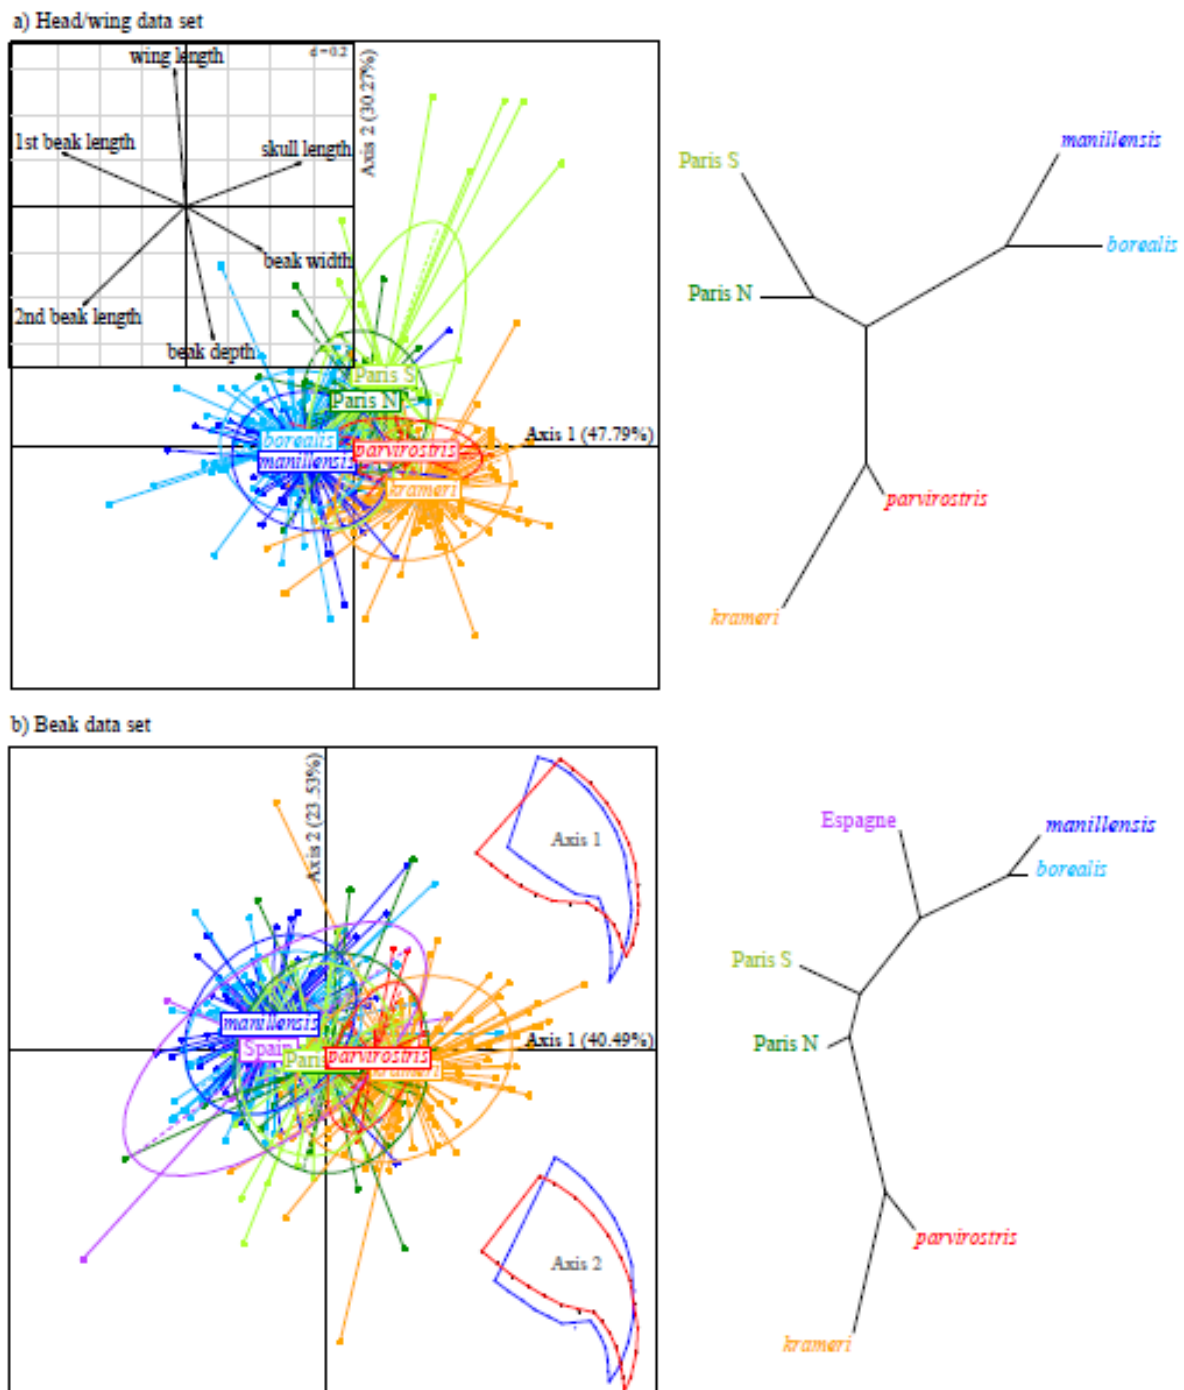 a) Head/wing data set
wing length
d = 0.2
Axis 2 (30.27%)
1st beak length
skull length
beak width
2nd beak length
beak depth
Paris S
Paris N
Axis 1 (47.79%)
borealis
parvirostris
manillensis
krameri
manillensis
Paris S
borealis
Paris N
parvirostris
krameri
b) Beak data set
Axis 2 (23.53%)
Axis 1
manillensis
Axis 1 (40.49%)
Spain
Paris
parvirostris
krameri
Axis 2
Espagne
manillensis
borealis
Paris S
Paris N
parvirostris
krameri